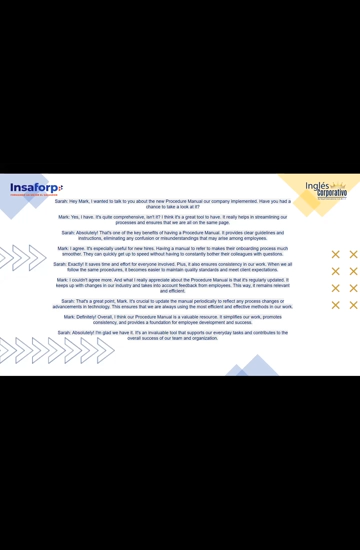 Insaforp
Inglés
Corporativo
Sarah: Hey Mark, I wanted to talk to you about the new Procedure Manual our company implemented. Have you had a
chance to take a look at it?
Mark: Yes, I have. It's quite comprehensive, isn't it? I think it's a great tool to have. It really helps in streamlining our
processes and ensures that we are all on the same page.
Sarah: Absolutely! That's one of the key benefits of having a Procedure Manual. It provides clear guidelines and
instructions, eliminating any confusion or misunderstandings that may arise among employees.
Mark: I agree. It's especially useful for new hires. Having a manual to refer to makes their onboarding process much
smoother. They can quickly get up to speed without having to constantly bother their colleagues with questions.
Sarah: Exactly! It saves time and effort for everyone involved. Plus, it also ensures consistency in our work. When we all
follow the same procedures, it becomes easier to maintain quality standards and meet client expectations.
Mark: I couldn't agree more. And what I really appreciate about the Procedure Manual is that it's regularly updated. It
keeps up with changes in our industry and takes into account feedback from employees. This way, it remains relevant
and efficient.
Sarah: That's a great point, Mark. It's crucial to update the manual periodically to reflect any process changes or
advancements in technology. This ensures that we are always using the most efficient and effective methods in our work.
Mark: Definitely! Overall, I think our Procedure Manual is a valuable resource. It simplifies our work, promotes
consistency, and provides a foundation for employee development and success.
Sarah: Absolutely! I'm glad we have it. It's an invaluable tool that supports our everyday tasks and contributes to the
overall success of our team and organization.